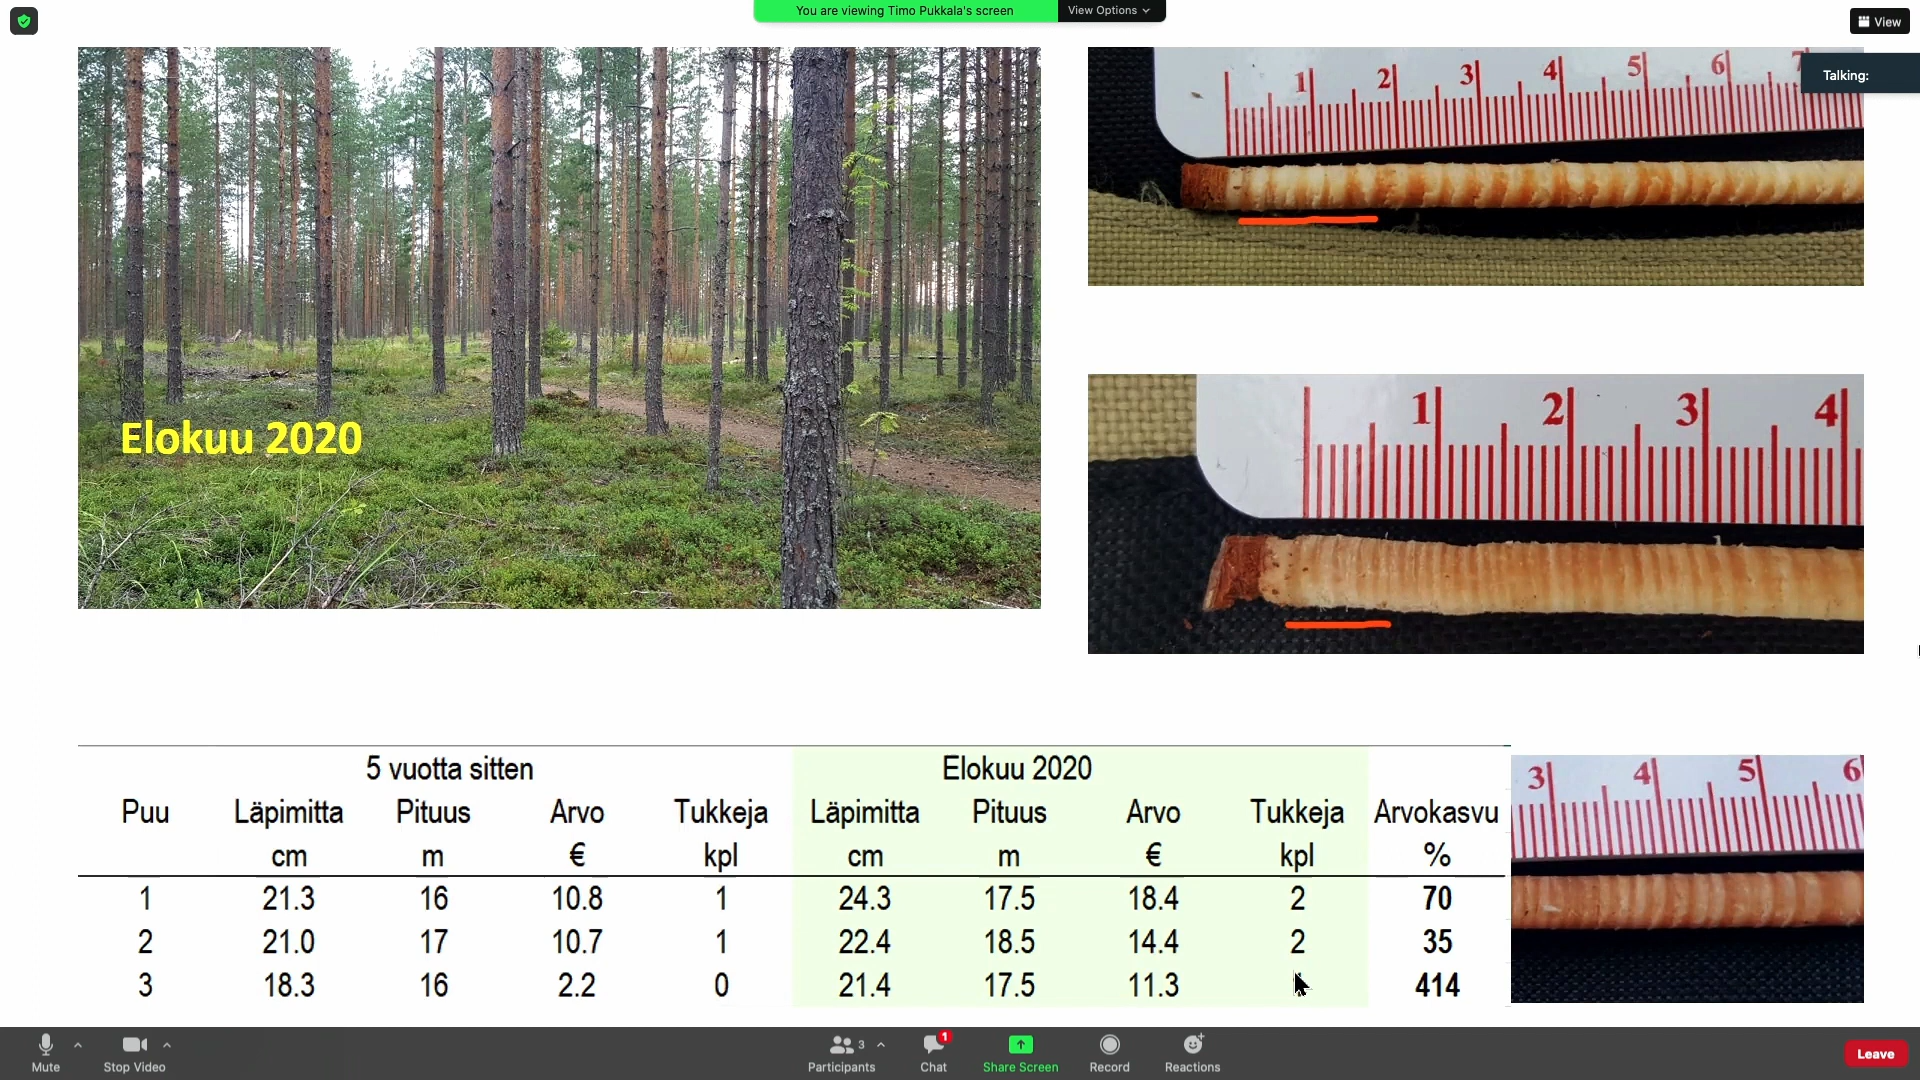 You are viewing Timo Pukkala's screen
View Options
View
Talking:
1 2 3 4 5 6
Elokuu 2020
1 2 3 4
5 vuotta sitten Elokuu 2020
Puu Läpimitta Pituus Arvo Tukkeja Läpimitta Pituus Arvo Tukkeja Arvokasvu
cm m € kpl cm m € kpl %
1 21.3 16 10.8 1 24.3 17.5 18.4 2 70
2 21.0 17 10.7 1 22.4 18.5 14.4 2 35
3 18.3 16 2.2 0 21.4 17.5 11.3 414
3 4 5 6
Mute
Stop Video
3
Participants
1
Chat
Share Screen
Record
Reactions
Leave